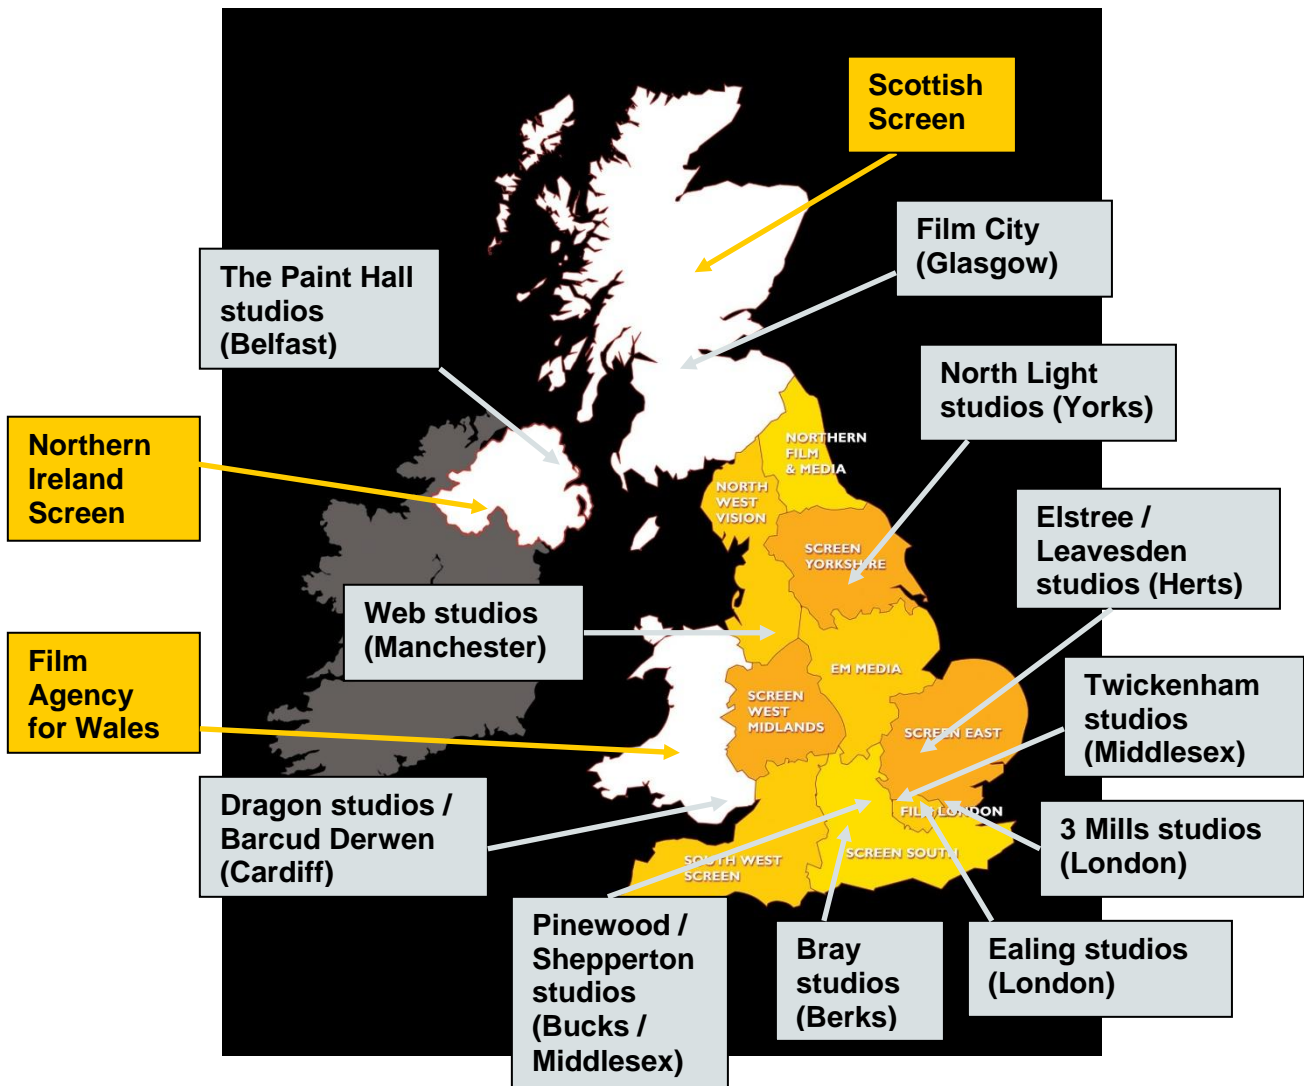 Scottish
Screen
Film City
(Glasgow)
The Paint Hall
studios
(Belfast)
North Light
studios (Yorks)
Northern
Ireland
Screen
NORTHERN
FILM
& MEDIA
NORTH
WEST
VISION
Elstree /
Leavesden
studios (Herts)
SCREEN
YORKSHIRE
Web studios
(Manchester)
Film
Agency
for Wales
EM MEDIA
SCREEN
WEST
MIDLANDS
Twickenham
studios
(Middlesex)
SCREEN EAST
Dragon studios /
Barcud Derwen
(Cardiff)
FILM LONDON
3 Mills studios
(London)
SOUTH WEST
SCREEN
SCREEN SOUTH
Pinewood /
Shepperton
studios
(Bucks /
Middlesex)
Bray
studios
(Berks)
Ealing studios
(London)